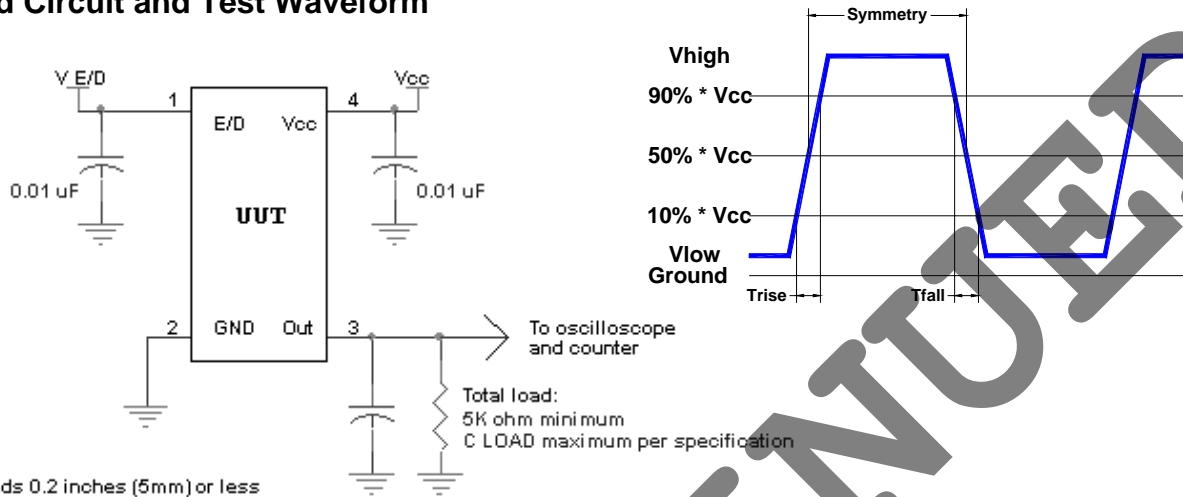 d Circuit and Test Waveform
V E/D
Vcc
1
4
E/D Vcc
0.01 uF
0.01 uF
UUT
2
GND Out
3
To oscilloscope
and counter
Total load:
5K ohm minimum
C LOAD maximum per specification
ds 0.2 inches (5mm) or less
Symmetry
Vhigh
90% * Vcc
50% * Vcc
10% * Vcc
Vlow
Ground
Trise
Tfall
INUED